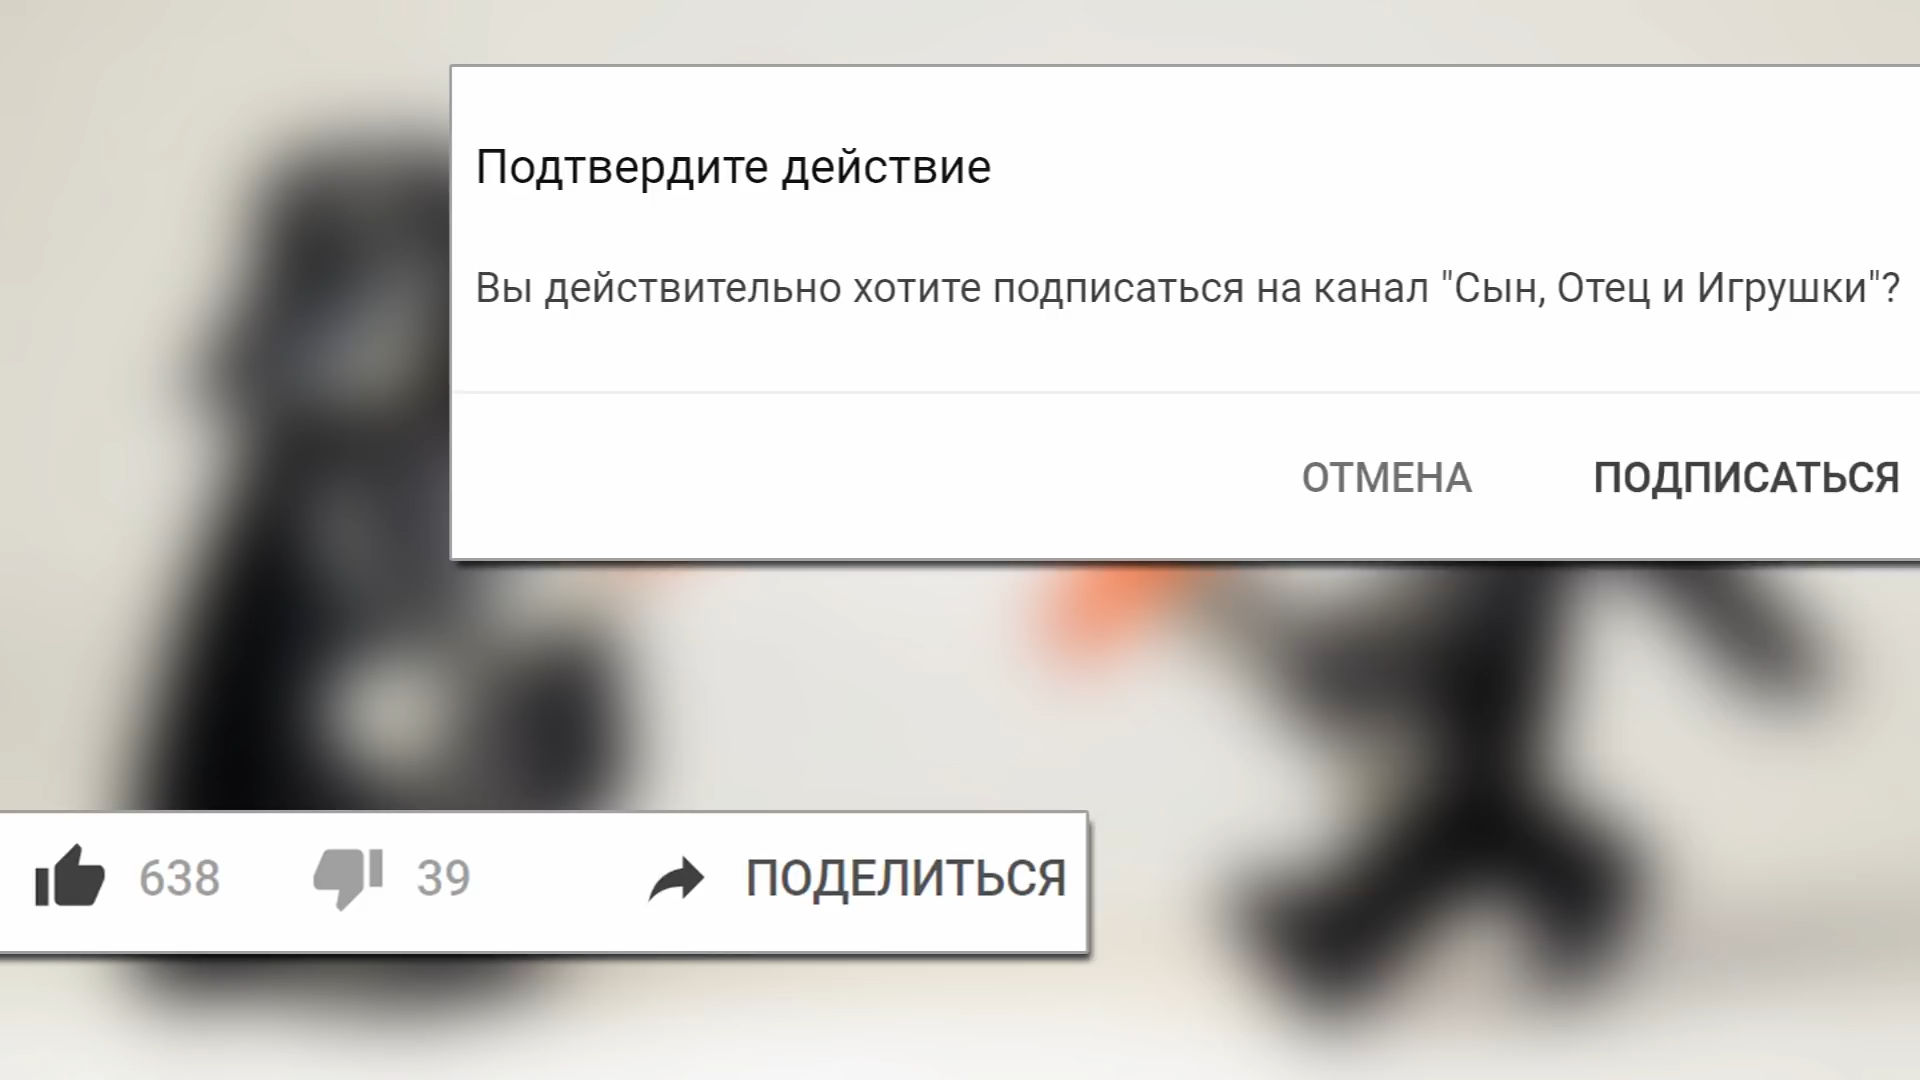 Подтвердите действие
Вы действительно хотите подписаться на канал "Сын, Отец и Игрушки"?
ОТМЕНА ПОДПИСАТЬСЯ
638 39 ПОДЕЛИТЬСЯ